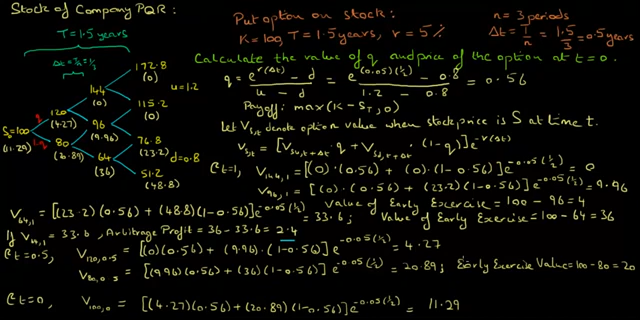 Stock of Company PQR:
T = 1.5 years
Δt = T/n = ½
S₀=100
(11.29)
q
1-q
120
(4.27)
80
(20.89)
144
(0)
96
(9.96)
64
(36)
172.8
(0)
115.2
(0)
76.8
(23.2)
51.2
(48.8)
u = 1.2
d = 0.8
Put option on stock:
K = 100, T = 1.5 years, r = 5%
n = 3 periods
Δt = T/n = 1.5/3 = 0.5 years
Calculate the value of q and price of the option at t = 0.
q = (e^{r(Δt)} - d)/(u - d) = (e^{(0.05)(½)} - 0.8)/(1.2 - 0.8) = 0.56
Payoff: max(K - S_T, 0)
Let V_{S,t} denote option value when stock price is S at time t.
V_{S,t} = [V_{Su,t+Δt} · q + V_{Sd,t+Δt} · (1-q)] e^{-r(Δt)}
@t=1, V_{144,1} = [(0)·(0.56) + (0)·(1-0.56)] e^{-0.05(½)} = 0
V_{96,1} = [(0)·(0.56) + (23.2)(1-0.56)] e^{-0.05(½)} = 9.96
Value of Early Exercise = 100 - 96 = 4
V_{64,1} = [(23.2)(0.56) + (48.8)(1-0.56)] e^{-0.05(½)} = 33.6; Value of Early Exercise = 100 - 64 = 36
If V_{64,1} = 33.6, Arbitrage Profit = 36 - 33.6 = 2.4
@t=0.5, V_{120,0.5} = [(0)(0.56) + (9.96)·(1-0.56)] e^{-0.05(½)} = 4.27
V_{80,0.5} = [(9.96)(0.56) + (36)(1-0.56)] e^{-0.05(½)} = 20.89; Early Exercise Value = 100 - 80 = 20
@t=0, V_{100,0} = [(4.27)(0.56) + (20.89)(1-0.56)] e^{-0.05(½)} = 11.29